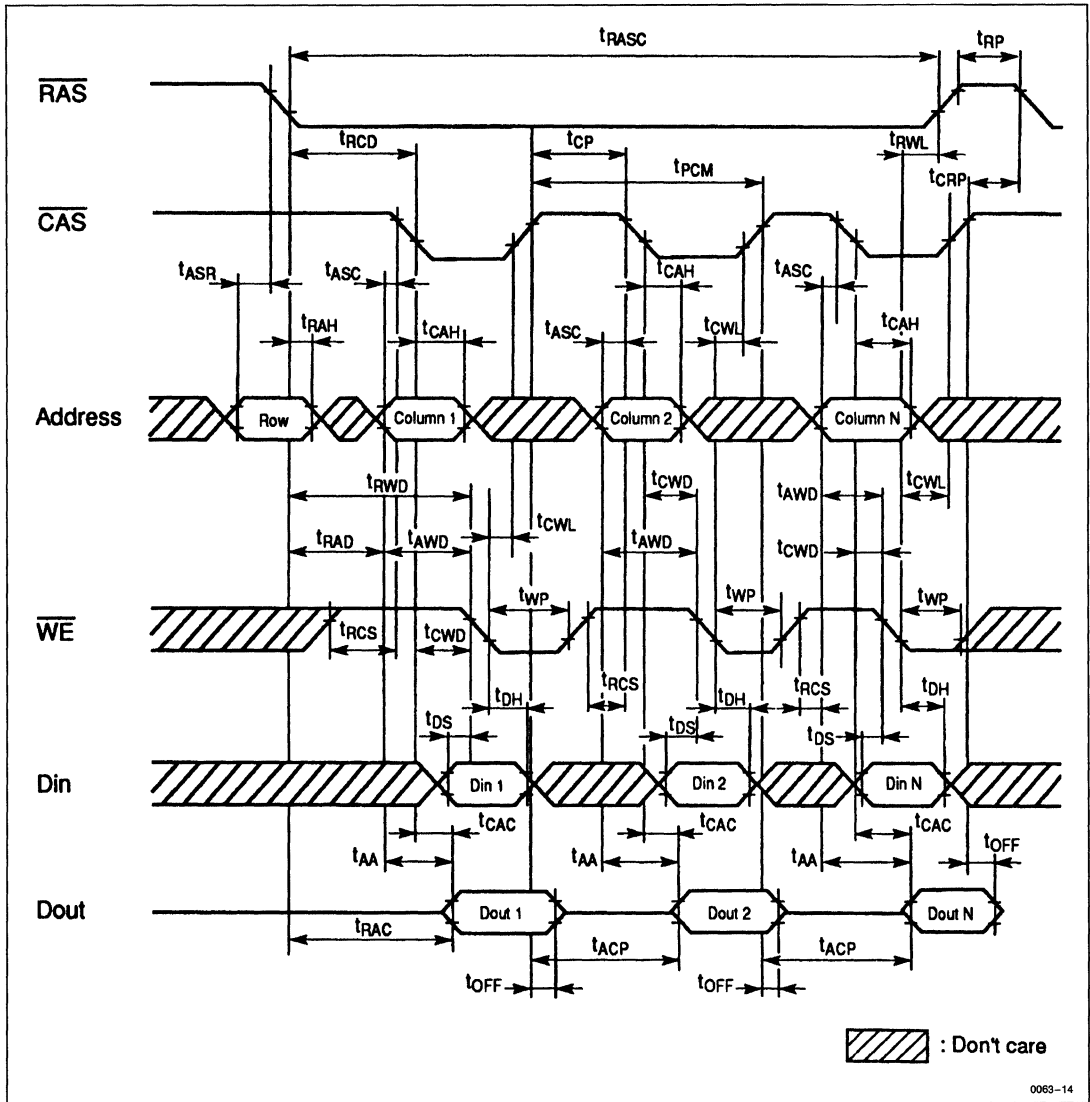 tRASC
tRP
RAS
tRCD
tCP
tRWL
tPCM
tCRP
CAS
tASR
tASC
tCAH
tASC
tRAH
tCAH
tASC
tCWL
tCAH
Address
Row
Column 1
Column 2
Column N
tRWD
tCWD
tAWD
tCWL
tCWL
tRAD
tAWD
tAWD
tCWD
tWP
tWP
tWP
WE
tRCS
tCWD
tRCS
tRCS
tDH
tDH
tDH
tDS
tDS
tDS
Din
Din 1
Din 2
Din N
tCAC
tCAC
tCAC
tOFF
tAA
tAA
tAA
Dout
Dout 1
Dout 2
Dout N
tRAC
tACP
tACP
tOFF
tOFF
: Don't care
0063–14